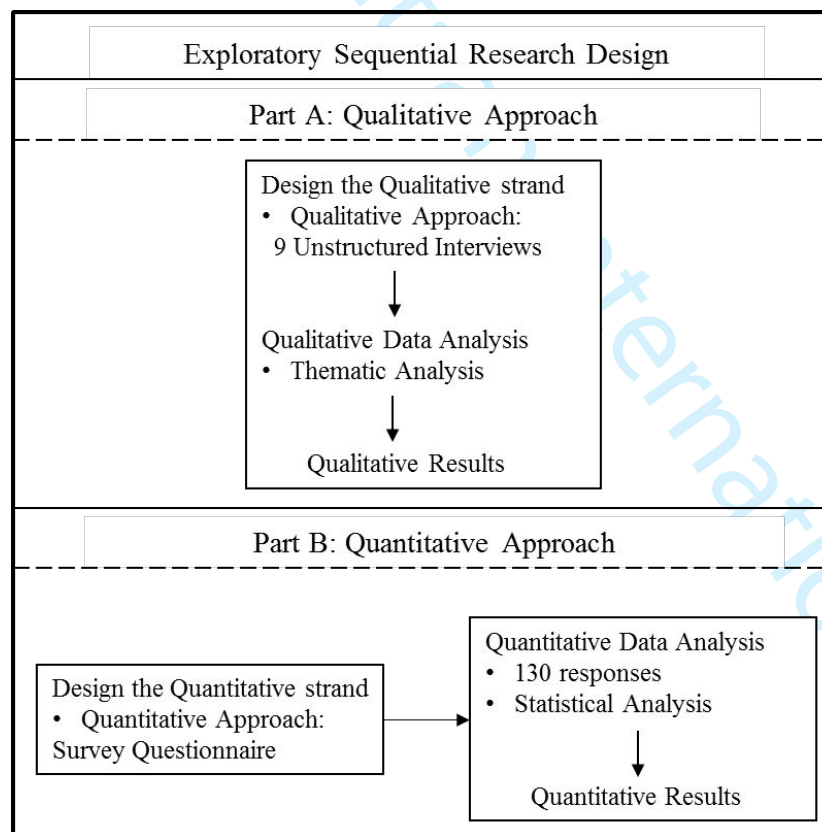 Exploratory Sequential Research Design
Part A: Qualitative Approach
Design the Qualitative strand
• Qualitative Approach:
9 Unstructured Interviews
Qualitative Data Analysis
• Thematic Analysis
Qualitative Results
Part B: Quantitative Approach
Design the Quantitative strand
• Quantitative Approach:
Survey Questionnaire
Quantitative Data Analysis
• 130 responses
• Statistical Analysis
Quantitative Results